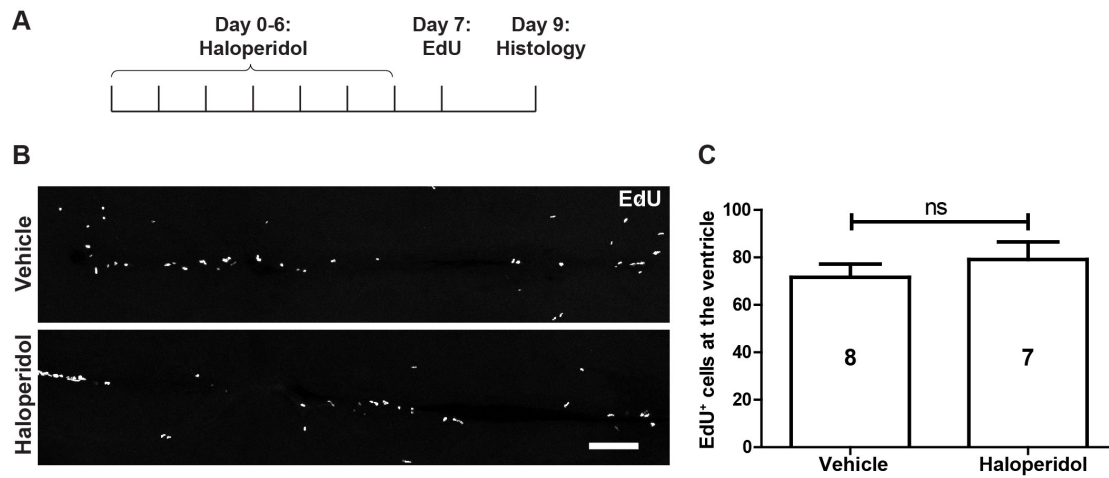 A
Day 0-6:
Haloperidol
Day 7:
EdU
Day 9:
Histology
B
Vehicle
EdU
Haloperidol
C
EdU⁺ cells at the ventricle
100
80
60
40
20
0
ns
8
7
Vehicle
Haloperidol